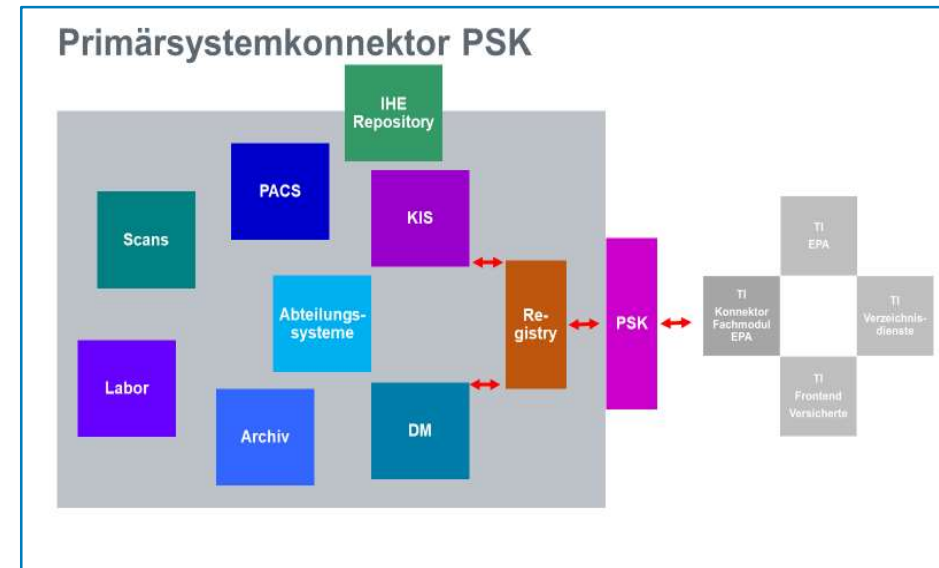 Primärsystemkonnektor PSK
IHE
Repository
PACS
KIS
Scans
Abteilungs-
systeme
Re-
gistry
PSK
Labor
Archiv
DM
TI
EPA
TI
Konnektor
Fachmodul
EPA
TI
Verzeichnis-
dienste
TI
Frontend
Versicherte